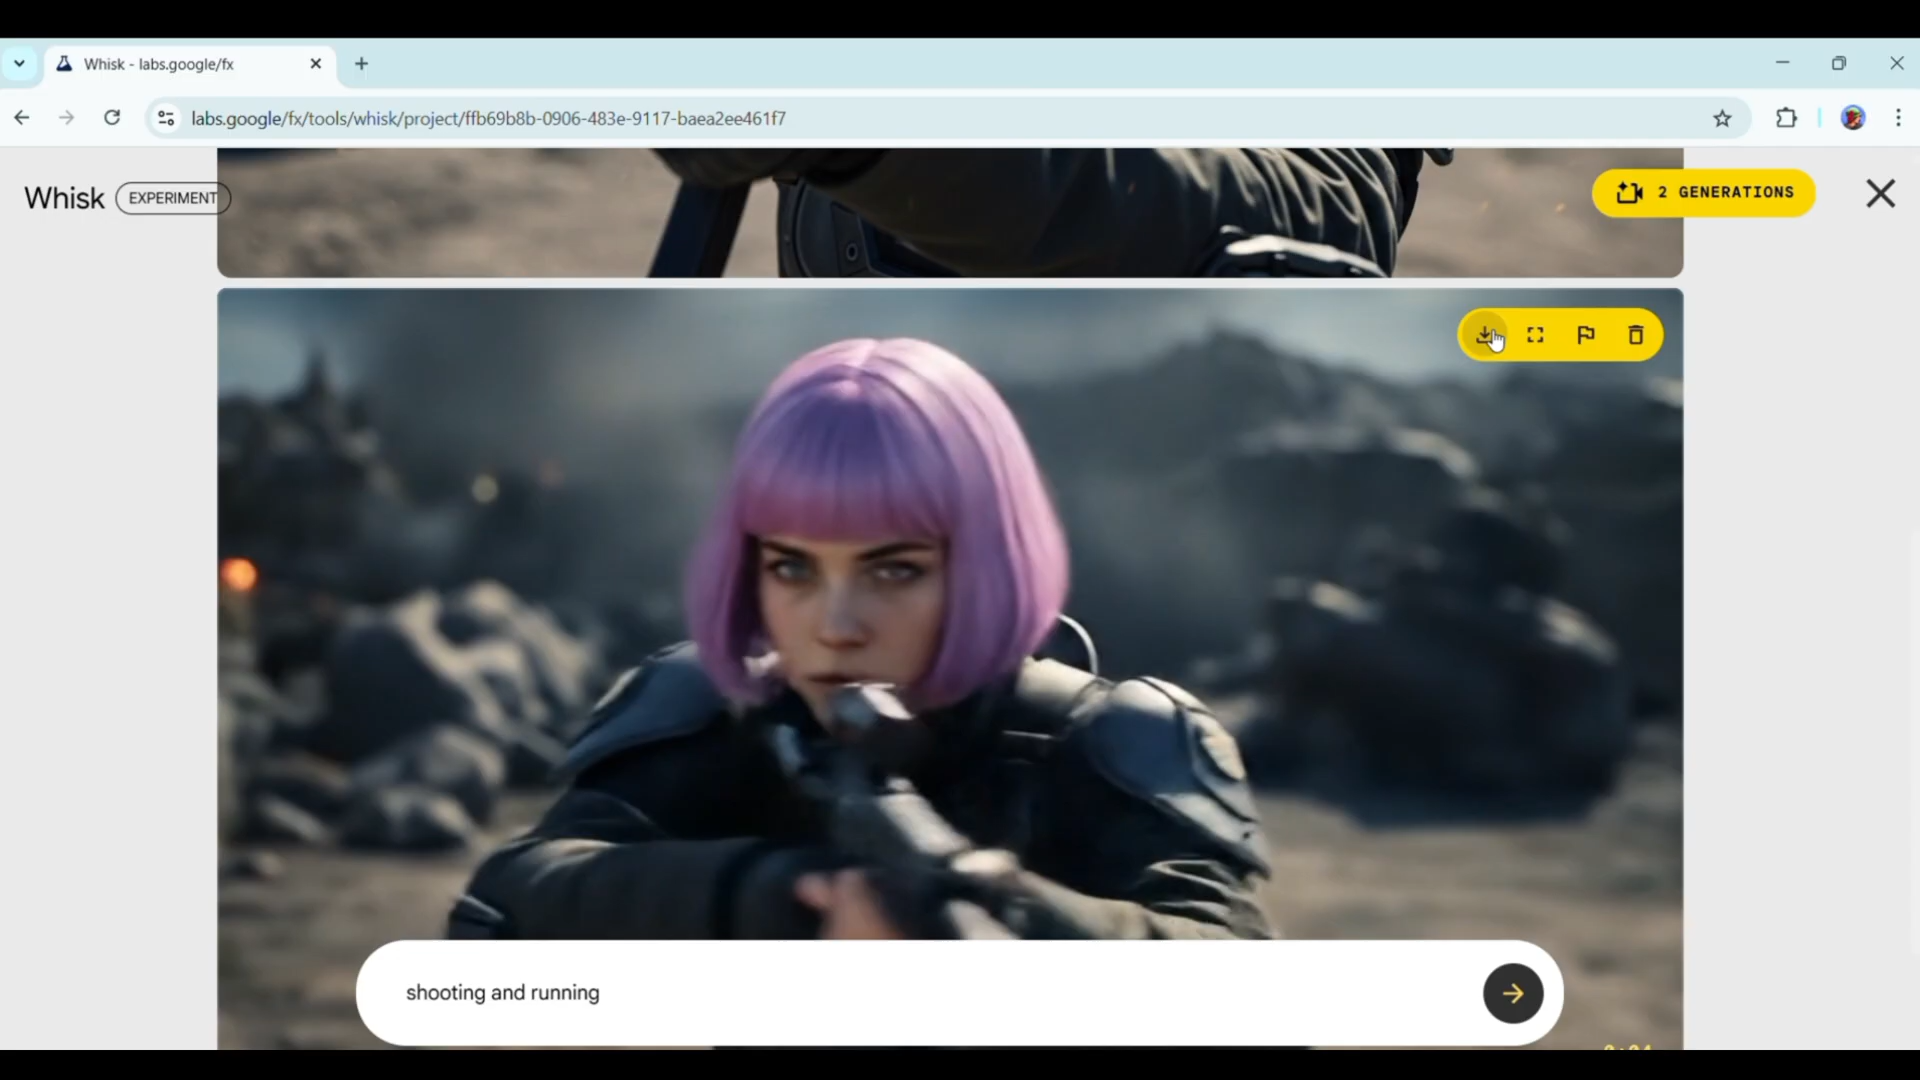 Whisk - labs.google/fx
labs.google/fx/tools/whisk/project/ffb69b8b-0906-483e-9117-baea2ee461f7
Whisk EXPERIMENT
2 GENERATIONS
shooting and running